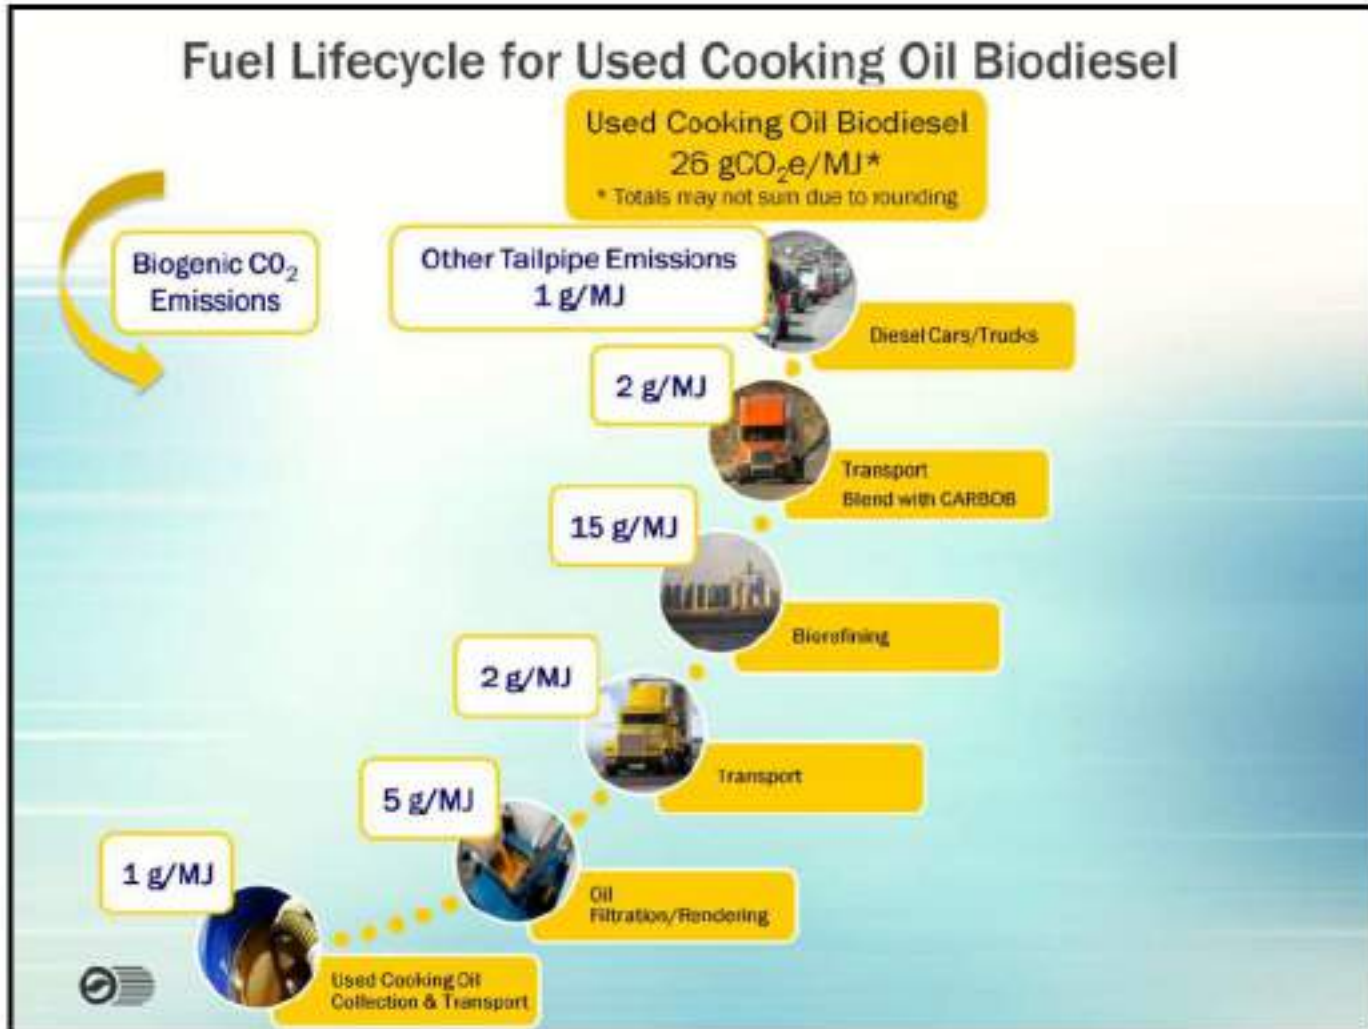 Fuel Lifecycle for Used Cooking Oil Biodiesel
Used Cooking Oil Biodiesel
26 gCO₂e/MJ*
* Totals may not sum due to rounding
Biogenic CO₂
Emissions
Other Tailpipe Emissions
1 g/MJ
Diesel Cars/Trucks
2 g/MJ
Transport
Blend with CARBOB
15 g/MJ
Biorefining
2 g/MJ
Transport
5 g/MJ
Oil
Filtration/Rendering
1 g/MJ
Used Cooking Oil
Collection & Transport